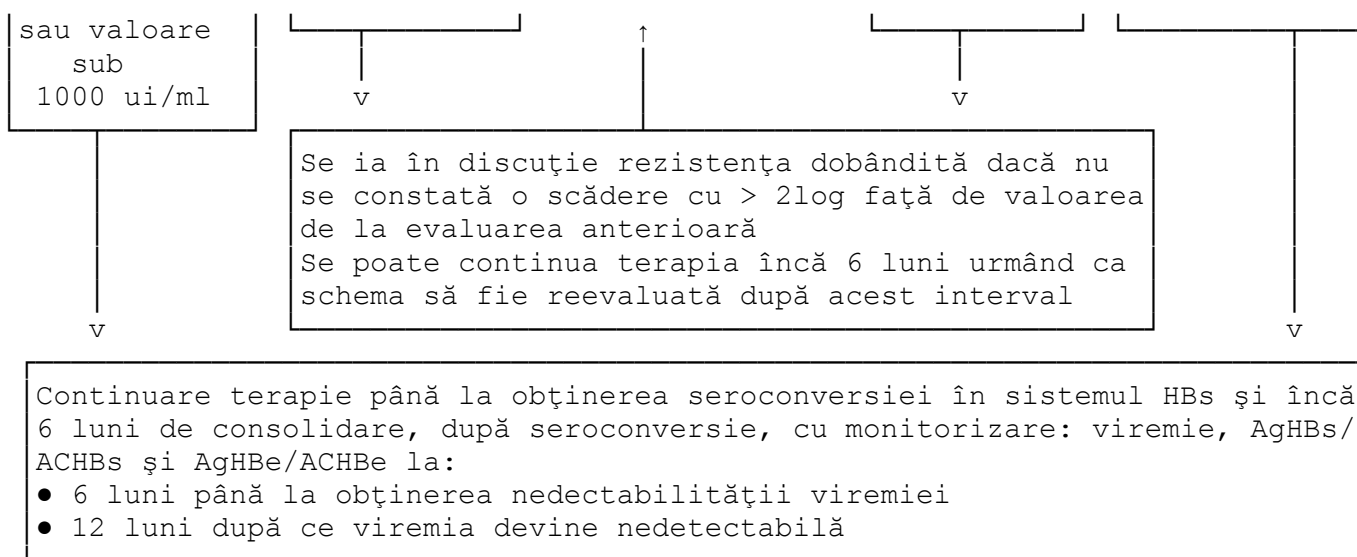 sau valoare
sub
1000 ui/ml
v
v
Se ia în discuţie rezistenţa dobândită dacă nu
se constată o scădere cu > 2log faţă de valoarea
de la evaluarea anterioară
Se poate continua terapia încă 6 luni urmând ca
schema să fie reevaluată după acest interval
v
v
Continuare terapie până la obţinerea seroconversiei în sistemul HBs şi încă
6 luni de consolidare, după seroconversie, cu monitorizare: viremie, AgHBs/
ACHBs şi AgHBe/ACHBe la:
● 6 luni până la obţinerea nedectabilităţii viremiei
● 12 luni după ce viremia devine nedetectabilă